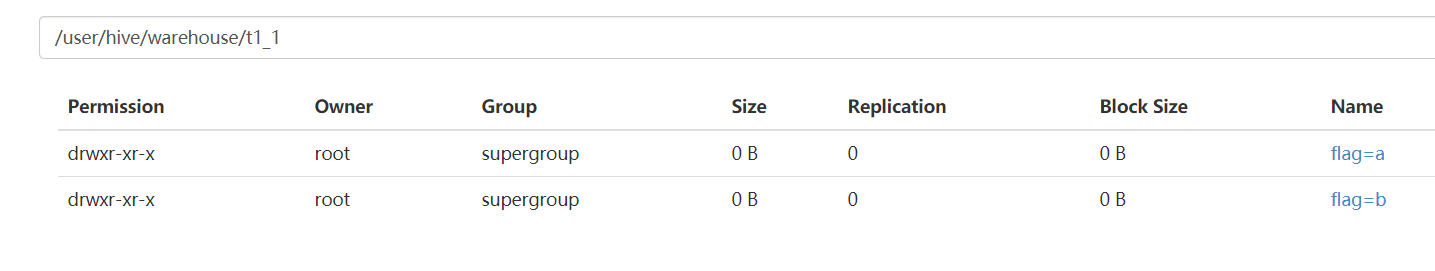 /user/hive/warehouse/t1_1
Permission Owner Group Size Replication Block Size Name
drwxr-xr-x root supergroup 0 B 0 0 B flag=a
drwxr-xr-x root supergroup 0 B 0 0 B flag=b